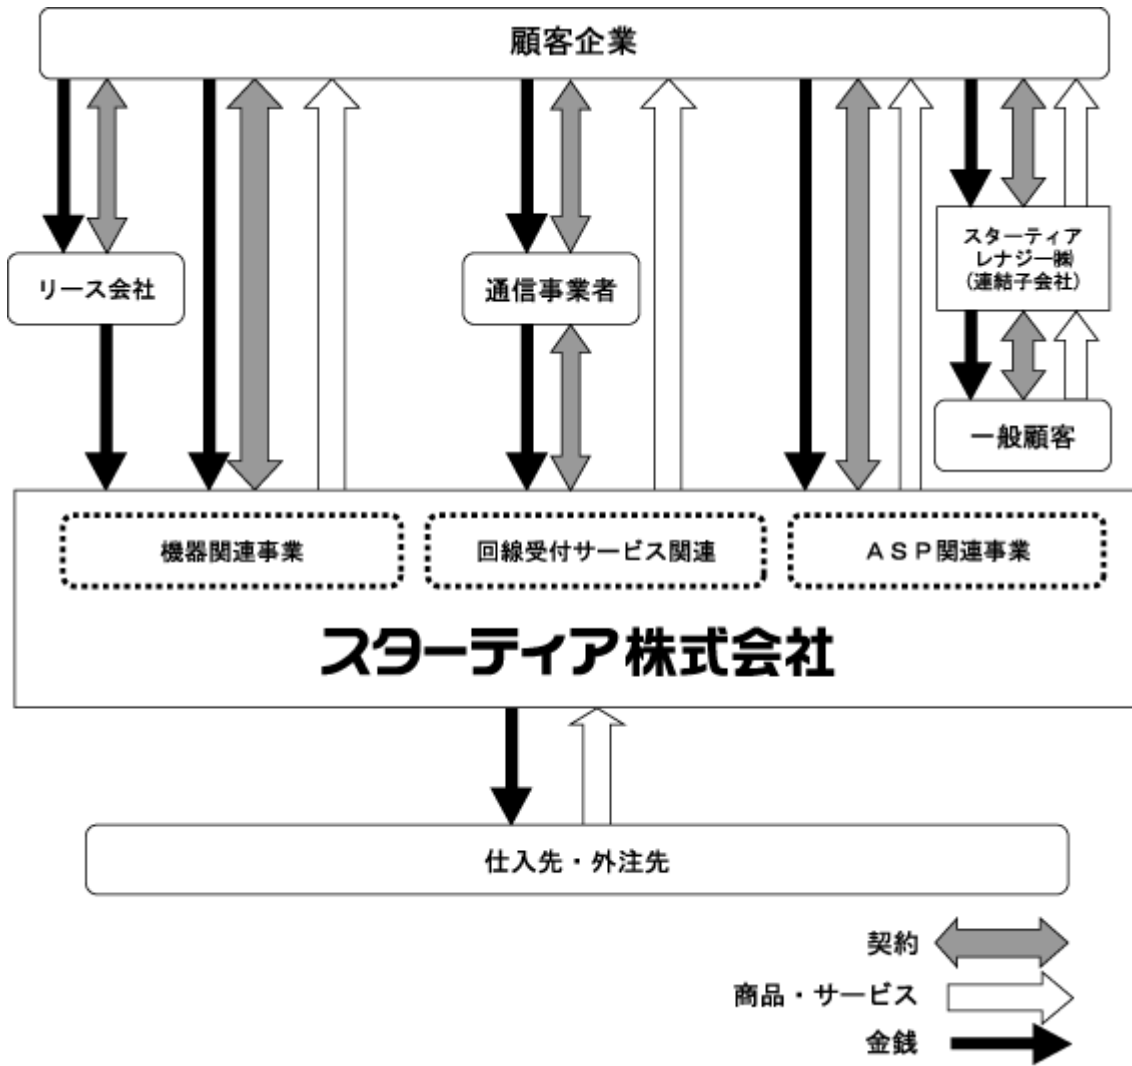 顧客企業
リース会社
通信事業者
スターティア
レナジー㈱
(連結子会社)
一般顧客
機器関連事業
回線受付サービス関連
ＡＳＰ関連事業
スターティア株式会社
仕入先・外注先
契約
商品・サービス
金銭